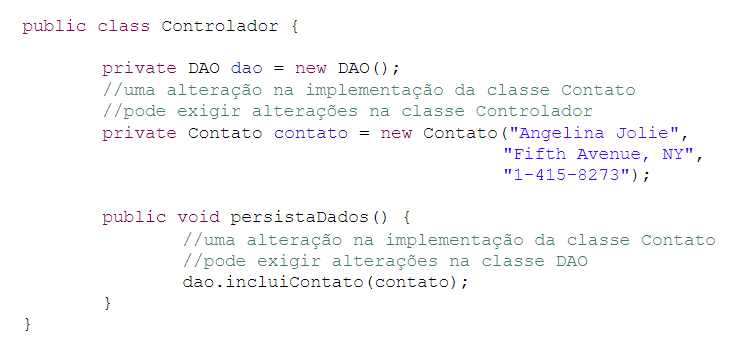 public class Controlador {
private DAO dao = new DAO();
//uma alteração na implementação da classe Contato
//pode exigir alterações na classe Controlador
private Contato contato = new Contato("Angelina Jolie",
"Fifth Avenue, NY",
"1-415-8273");
public void persistaDados() {
//uma alteração na implementação da classe Contato
//pode exigir alterações na classe DAO
dao.incluiContato(contato);
}
}